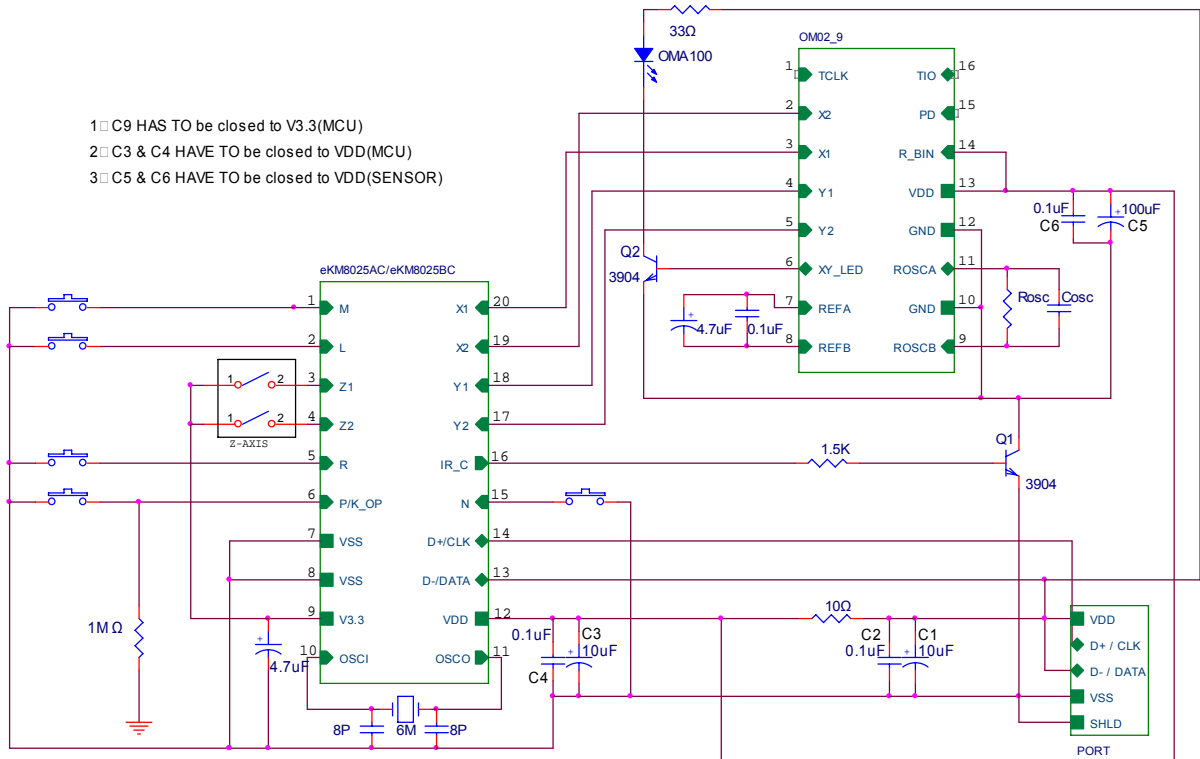 33Ω
OMA100
OM02_9
1 TCLK
2 X2
3 X1
4 Y1
5 Y2
6 XY_LED
7 REFA
8 REFB
TIO 16
PD 15
R_BIN 14
VDD 13
GND 12
ROSCA 11
GND 10
ROSCB 9
1□ C9 HAS TO be closed to V3.3(MCU)
2□ C3 & C4 HAVE TO be closed to VDD(MCU)
3□ C5 & C6 HAVE TO be closed to VDD(SENSOR)
0.1uF
C6
+
100uF
C5
Q2
3904
+
4.7uF
0.1uF
Rosc
Cosc
eKM8025AC/eKM8025BC
1 M
2 L
3 Z1
4 Z2
5 R
6 P/K_OP
7 VSS
8 VSS
9 V3.3
10 OSCI
X1 20
X2 19
Y1 18
Y2 17
IR_C 16
N 15
D+/CLK 14
D-/DATA 13
VDD 12
OSCO 11
1 2
1 2
Z-AXIS
1.5K
Q1
3904
1M Ω
+
4.7uF
8P
6M
8P
0.1uF
C4
C3
+
10uF
10Ω
C2
0.1uF
C1
+
10uF
VDD
D+ / CLK
D- / DATA
VSS
SHLD
PORT